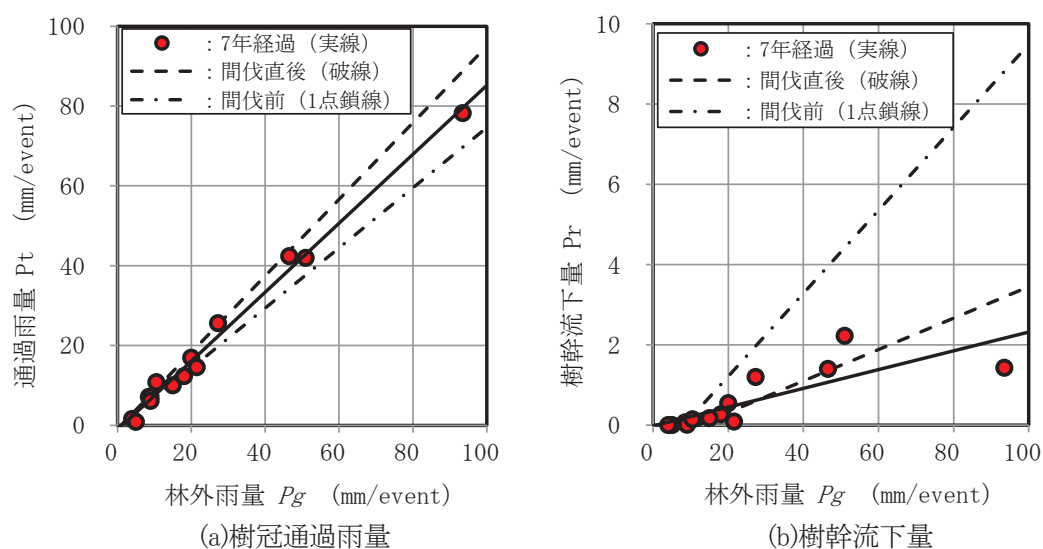 100
80
60
40
20
0
通過雨量 Pt (mm/event)
：7年経過（実線）
：間伐直後（破線）
：間伐前（1点鎖線）
0 20 40 60 80 100
林外雨量 Pg (mm/event)
(a)樹冠通過雨量
10
8
6
4
2
0
樹幹流下量 Pr (mm/event)
：7年経過（実線）
：間伐直後（破線）
：間伐前（1点鎖線）
0 20 40 60 80 100
林外雨量 Pg (mm/event)
(b)樹幹流下量